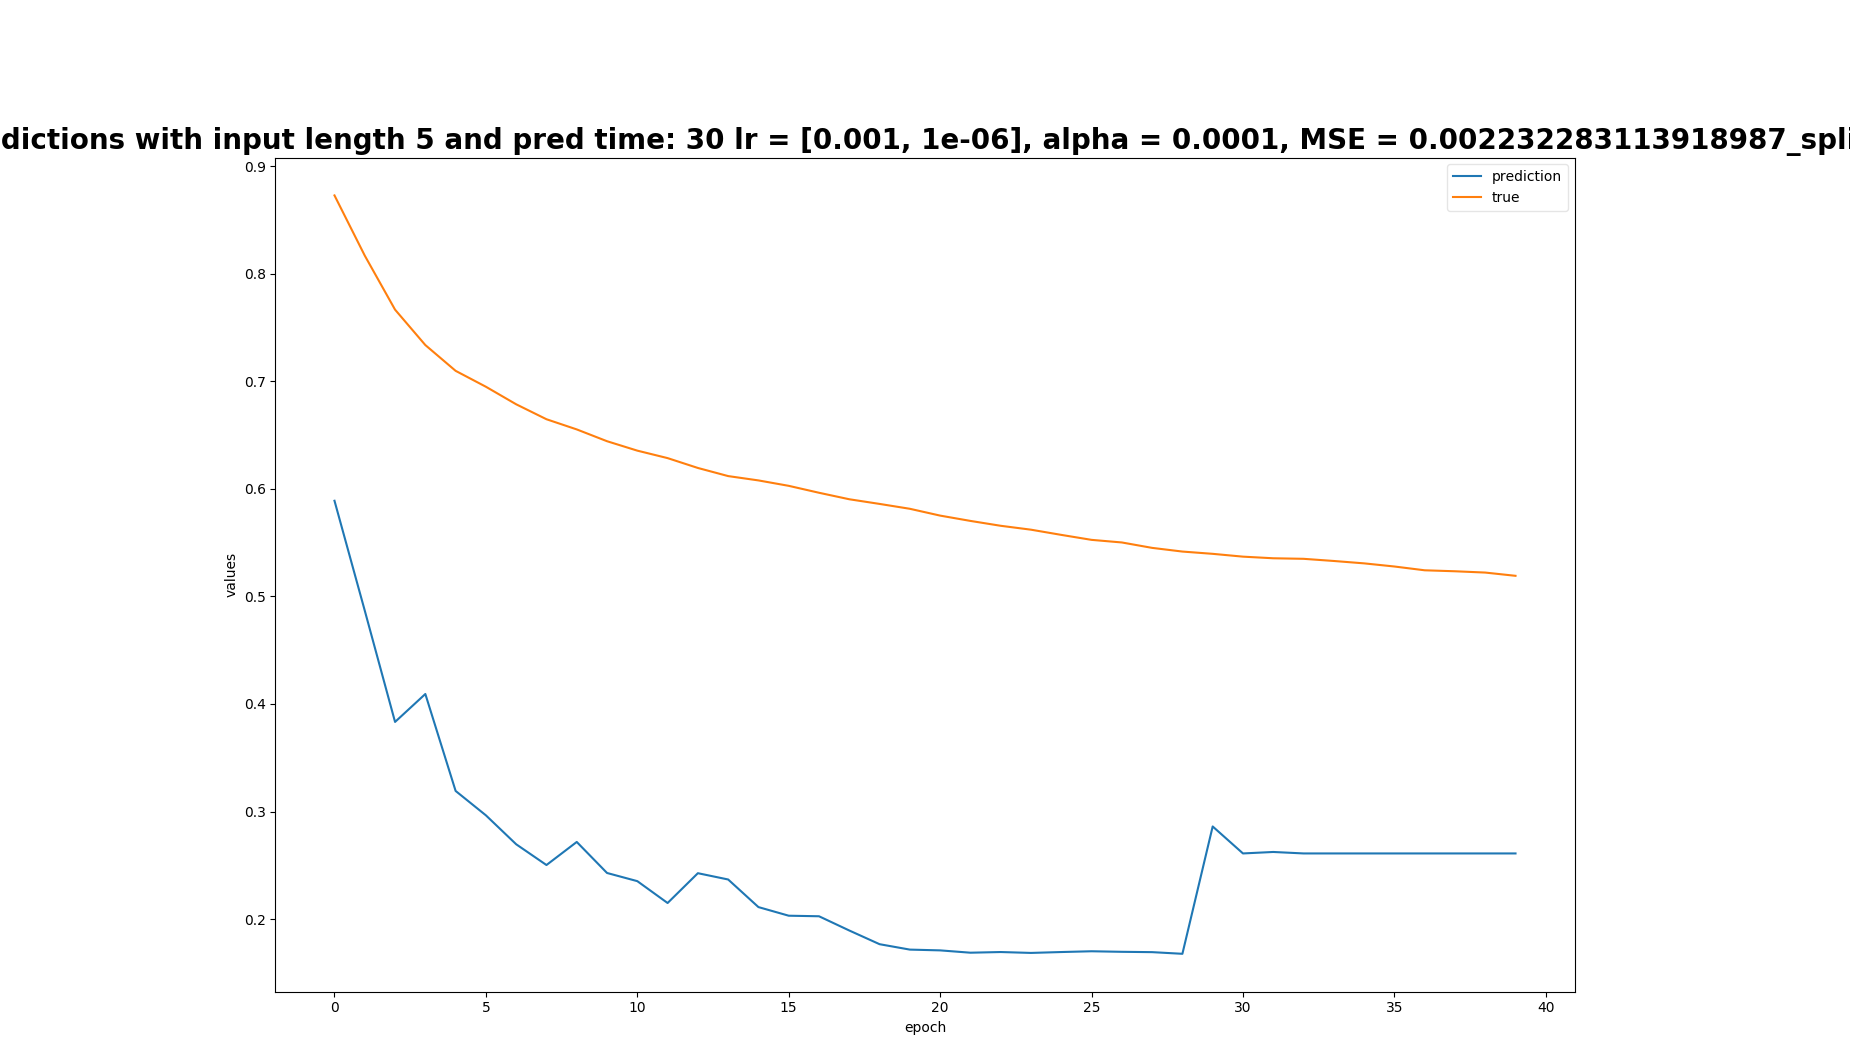 dictions with input length 5 and pred time: 30 lr = [0.001, 1e-06], alpha = 0.0001, MSE = 0.002232283113918987_spli
prediction
true
0.9
0.8
0.7
0.6
0.5
0.4
0.3
0.2
values
0 5 10 15 20 25 30 35 40
epoch